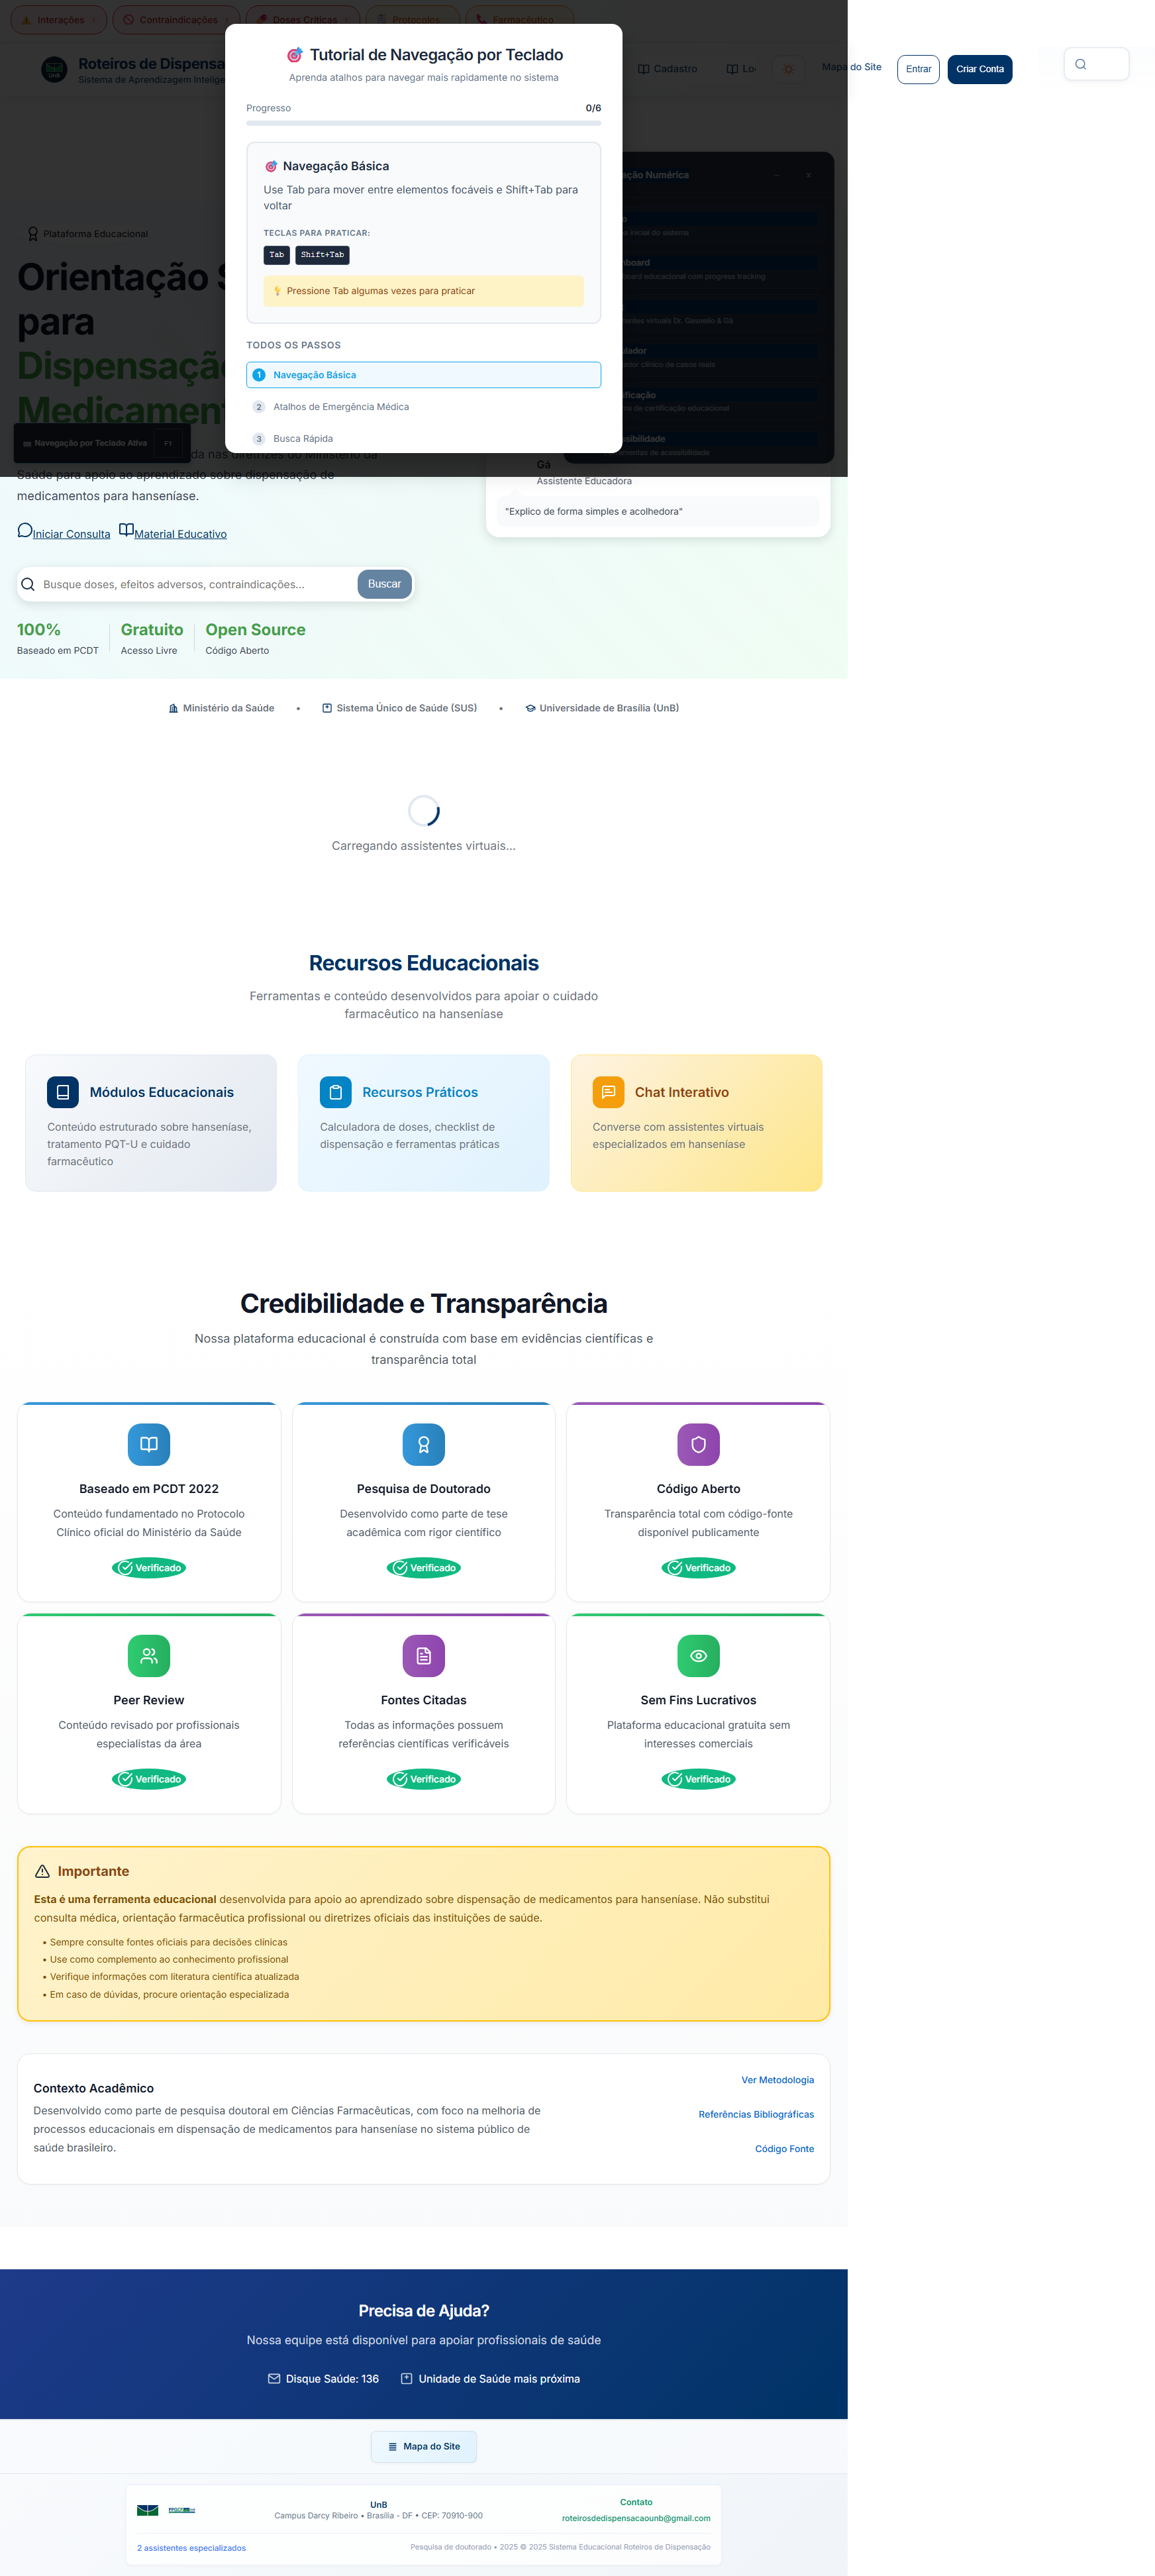 Interações
Contraindicações
Doses Críticas
Protocolos
Farmacêutico
Roteiros de Dispensa
Sistema de Aprendizagem Intelige
Cadastro
Mapa do Site
Entrar
Criar Conta
Tutorial de Navegação por Teclado
Aprenda atalhos para navegar mais rapidamente no sistema
Progresso
0/6
Navegação Básica
Use Tab para mover entre elementos focáveis e Shift+Tab para
voltar
TECLAS PARA PRATICAR:
Tab
Shift+Tab
Pressione Tab algumas vezes para praticar
TODOS OS PASSOS
1
Navegação Básica
2
Atalhos de Emergência Médica
3
Busca Rápida
Plataforma Educacional
Orientação S
para
Dispensação
Medicamen
Navegação por Teclado Ativa
F1
da nas diretrizes do Ministério da
Saúde para apoio ao aprendizado sobre dispensação de
medicamentos para hanseníase.
Iniciar Consulta
Material Educativo
Busque doses, efeitos adversos, contraindicações...
Buscar
100%
Baseado em PCDT
Gratuito
Acesso Livre
Open Source
Código Aberto
ação Numérica
Gá
Assistente Educadora
"Explico de forma simples e acolhedora"
Ministério da Saúde
•
Sistema Único de Saúde (SUS)
•
Universidade de Brasília (UnB)
Carregando assistentes virtuais...
Recursos Educacionais
Ferramentas e conteúdo desenvolvidos para apoiar o cuidado
farmacêutico na hanseníase
Módulos Educacionais
Conteúdo estruturado sobre hanseníase,
tratamento PQT-U e cuidado
farmacêutico
Recursos Práticos
Calculadora de doses, checklist de
dispensação e ferramentas práticas
Chat Interativo
Converse com assistentes virtuais
especializados em hanseníase
Credibilidade e Transparência
Nossa plataforma educacional é construída com base em evidências científicas e
transparência total
Baseado em PCDT 2022
Conteúdo fundamentado no Protocolo
Clínico oficial do Ministério da Saúde
Verificado
Pesquisa de Doutorado
Desenvolvido como parte de tese
acadêmica com rigor científico
Verificado
Código Aberto
Transparência total com código-fonte
disponível publicamente
Verificado
Peer Review
Conteúdo revisado por profissionais
especialistas da área
Verificado
Fontes Citadas
Todas as informações possuem
referências científicas verificáveis
Verificado
Sem Fins Lucrativos
Plataforma educacional gratuita sem
interesses comerciais
Verificado
Importante
Esta é uma ferramenta educacional desenvolvida para apoio ao aprendizado sobre dispensação de medicamentos para hanseníase. Não substitui
consulta médica, orientação farmacêutica profissional ou diretrizes oficiais das instituições de saúde.
• Sempre consulte fontes oficiais para decisões clínicas
• Use como complemento ao conhecimento profissional
• Verifique informações com literatura científica atualizada
• Em caso de dúvidas, procure orientação especializada
Contexto Acadêmico
Desenvolvido como parte de pesquisa doutoral em Ciências Farmacêuticas, com foco na melhoria de
processos educacionais em dispensação de medicamentos para hanseníase no sistema público de
saúde brasileiro.
Ver Metodologia
Referências Bibliográficas
Código Fonte
Precisa de Ajuda?
Nossa equipe está disponível para apoiar profissionais de saúde
Disque Saúde: 136
Unidade de Saúde mais próxima
Mapa do Site
UnB
Campus Darcy Ribeiro • Brasília - DF • CEP: 70910-900
Contato
roteirosdedispensacaounb@gmail.com
2 assistentes especializados
Pesquisa de doutorado • 2025 © 2025 Sistema Educacional Roteiros de Dispensação